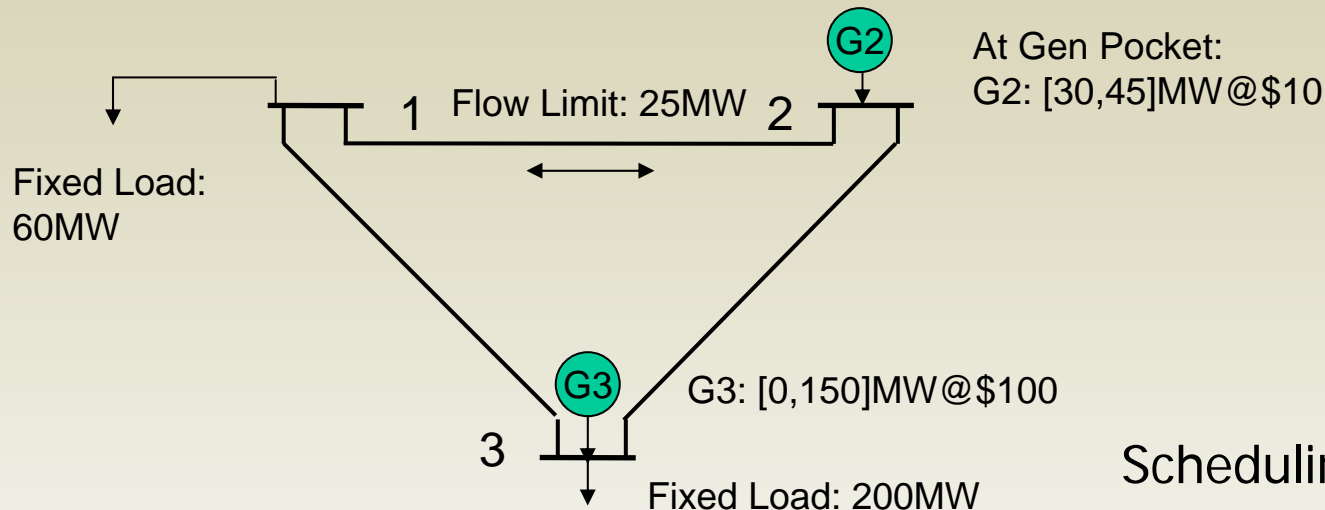 G2
At Gen Pocket:
G2: [30,45]MW@$10
1
Flow Limit: 25MW
2
Fixed Load:
60MW
G3
G3: [0,150]MW@$100
3
Fixed Load: 200MW